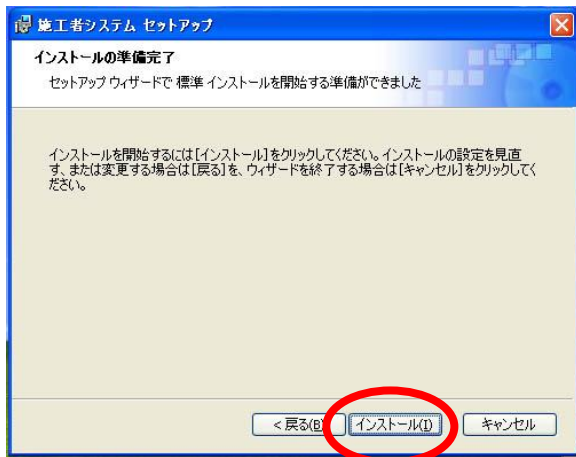 施工者システム セットアップ
インストールの準備完了
セットアップ ウィザードで 標準 インストールを開始する準備ができました
インストールを開始するには[インストール]をクリックしてください。インストールの設定を見直
す、または変更する場合は[戻る]を、ウィザードを終了する場合は[キャンセル]をクリックしてく
ださい。
< 戻る(B)
インストール(I)
キャンセル